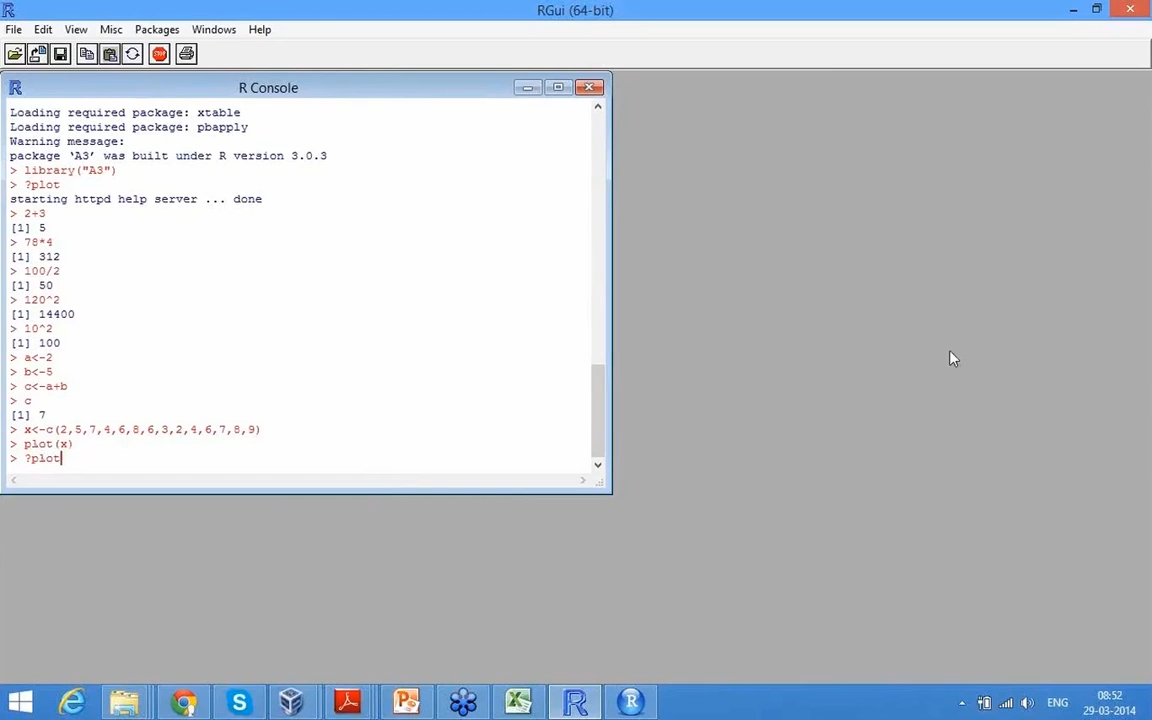 RGui (64-bit)
File Edit View Misc Packages Windows Help
STOP
R Console
Loading required package: xtable
Loading required package: pbapply
Warning message:
package ‘A3’ was built under R version 3.0.3
> library("A3")
> ?plot
starting httpd help server ... done
> 2+3
[1] 5
> 78*4
[1] 312
> 100/2
[1] 50
> 120^2
[1] 14400
> 10^2
[1] 100
> a<-2
> b<-5
> c<-a+b
> c
[1] 7
> x<-c(2,5,7,4,6,8,6,3,2,4,6,7,8,9)
> plot(x)
> ?plot
ENG
08:52
29-03-2014